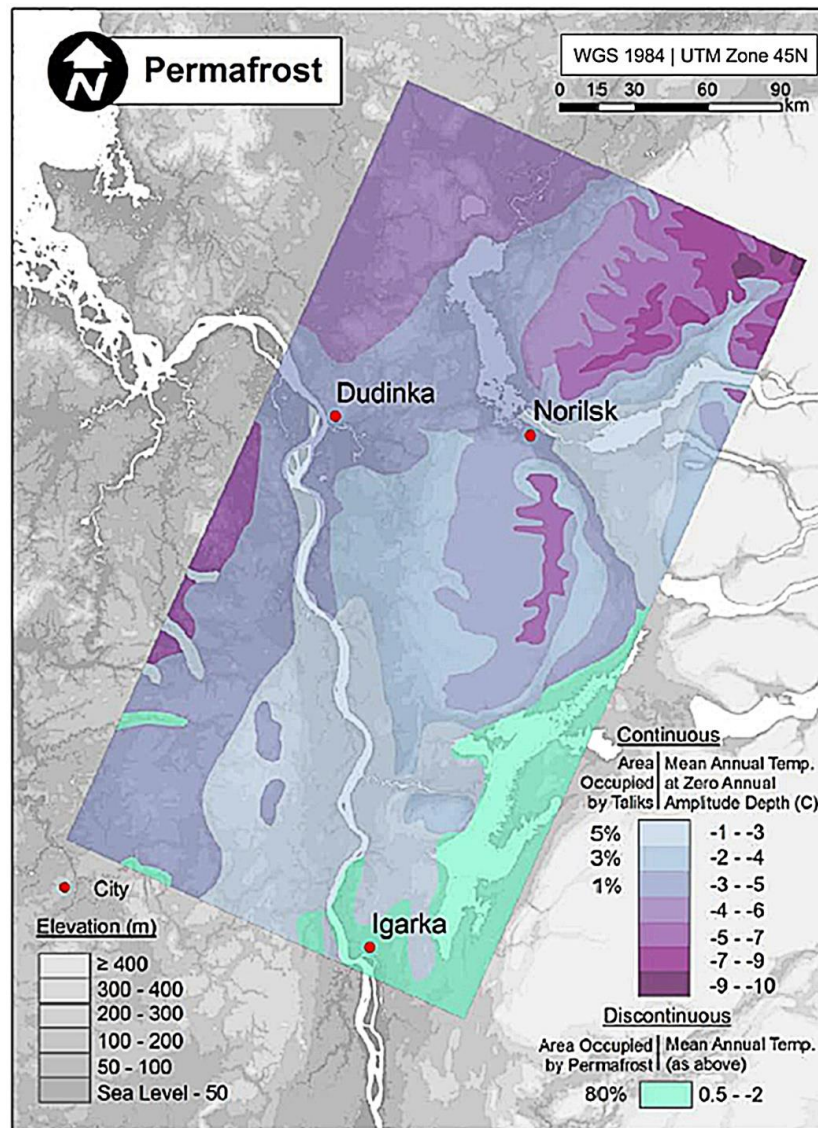 Permafrost
N
WGS 1984 | UTM Zone 45N
0 15 30 60 90
km
Dudinka
Norilsk
Igarka
City
Elevation (m)
≥ 400
300 - 400
200 - 300
100 - 200
50 - 100
Sea Level - 50
Continuous
Area Occupied by Taliks
Mean Annual Temp. at Zero Annual Amplitude Depth (C)
5% -1 - -3
3% -2 - -4
1% -3 - -5
-4 - -6
-5 - -7
-7 - -9
-9 - -10
Discontinuous
Area Occupied by Permafrost
Mean Annual Temp. (as above)
80% 0.5 - -2